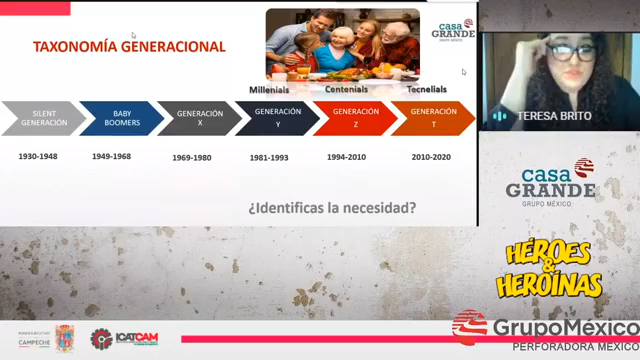 TAXONOMÍA GENERACIONAL
casa
GRANDE
GRUPO MÉXICO
Millenials
Centenials
Tecnelials
SILENT
GENERACIÓN
BABY
BOOMERS
GENERACIÓN
X
GENERACIÓN
Y
GENERACIÓN
Z
GENERACIÓN
T
1930-1948
1949-1968
1969-1980
1981-1993
1994-2010
2010-2020
¿Identificas la necesidad?
TERESA BRITO
casa
GRANDE
GRUPO MÉXICO
HÉROES
&
HEROÍNAS
CAMPECHE
ICATCAM
GrupoMéxico
PERFORADORA MÉXICO